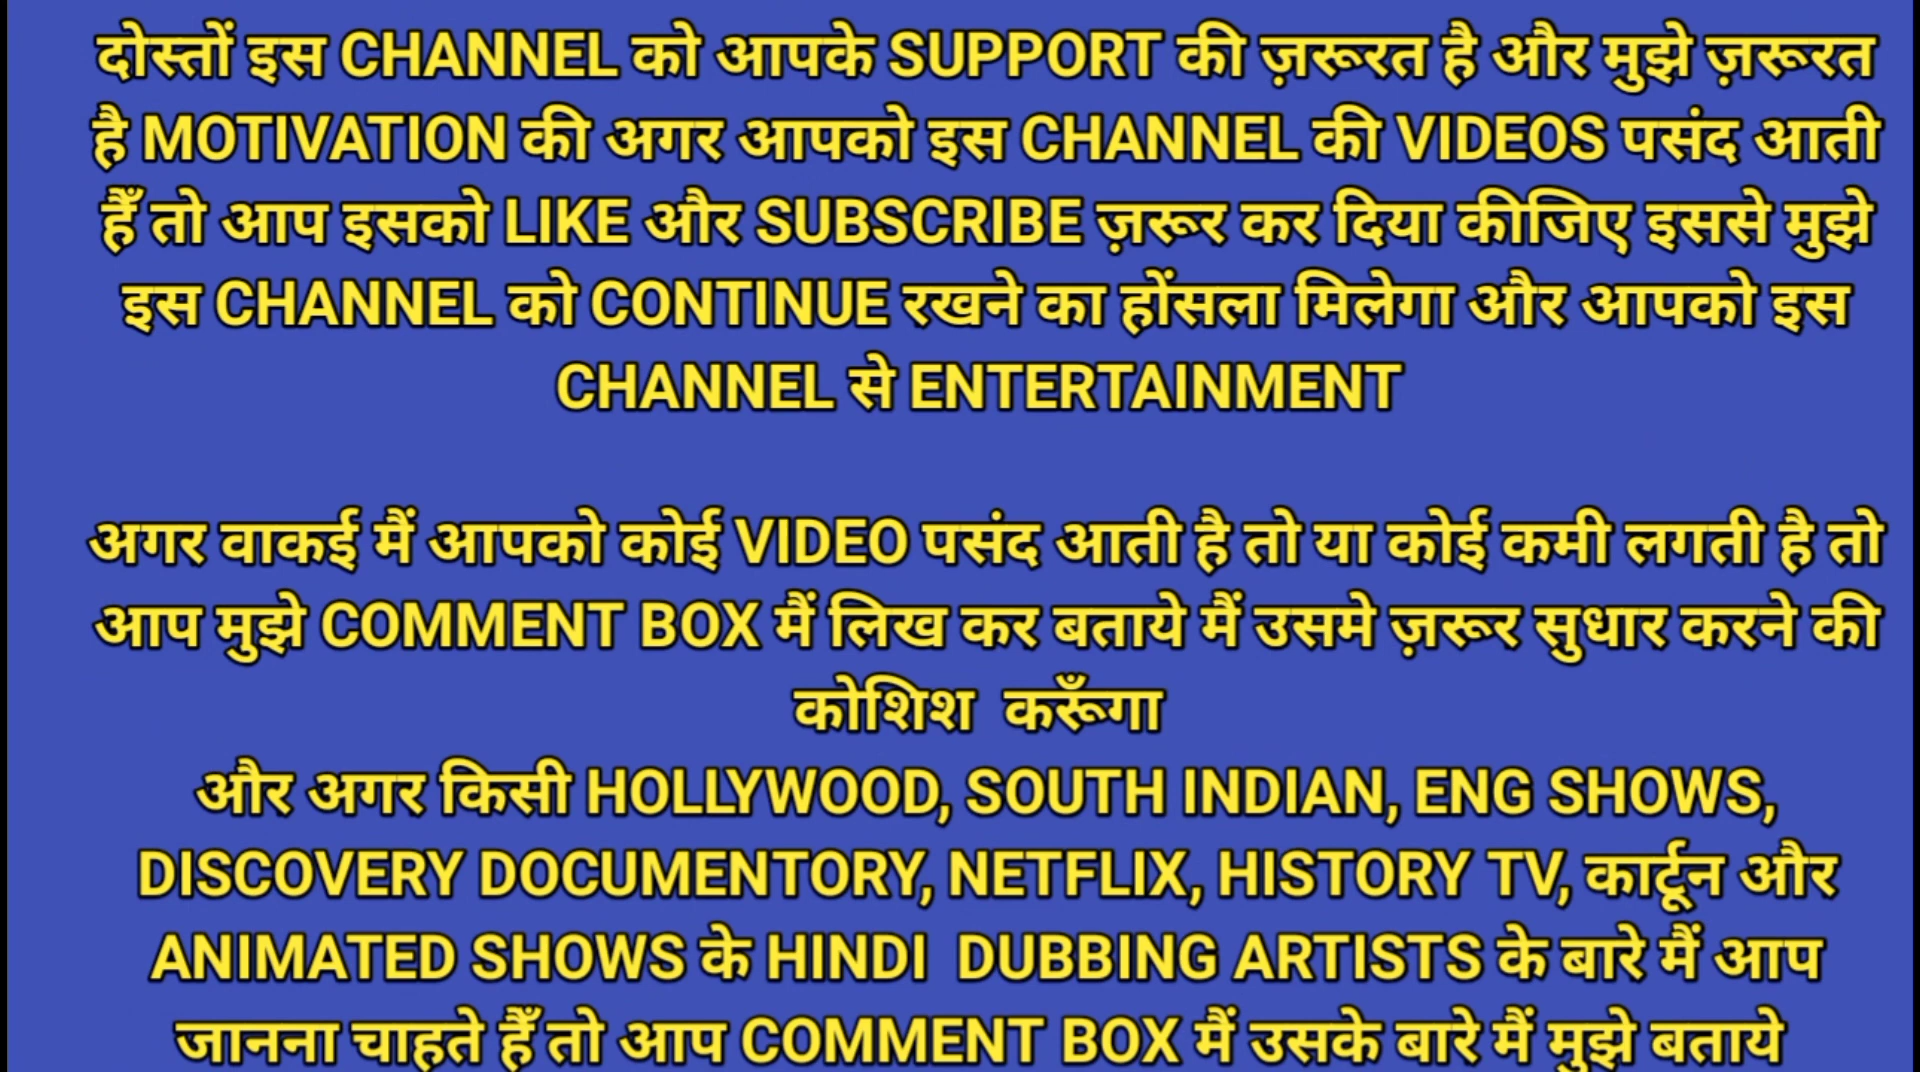 दोस्तों इस CHANNEL को आपके SUPPORT की ज़रूरत है और मुझे ज़रूरत
है MOTIVATION की अगर आपको इस CHANNEL की VIDEOS पसंद आती
हैँ तो आप इसको LIKE और SUBSCRIBE ज़रूर कर दिया कीजिए इससे मुझे
इस CHANNEL को CONTINUE रखने का होंसला मिलेगा और आपको इस
CHANNEL से ENTERTAINMENT
अगर वाकई मैं आपको कोई VIDEO पसंद आती है तो या कोई कमी लगती है तो
आप मुझे COMMENT BOX मैं लिख कर बताये मैं उसमे ज़रूर सुधार करने की
कोशिश करूँगा
और अगर किसी HOLLYWOOD, SOUTH INDIAN, ENG SHOWS,
DISCOVERY DOCUMENTORY, NETFLIX, HISTORY TV, कार्टून और
ANIMATED SHOWS के HINDI DUBBING ARTISTS के बारे मैं आप
जानना चाहते हैँ तो आप COMMENT BOX मैं उसके बारे मैं मुझे बताये